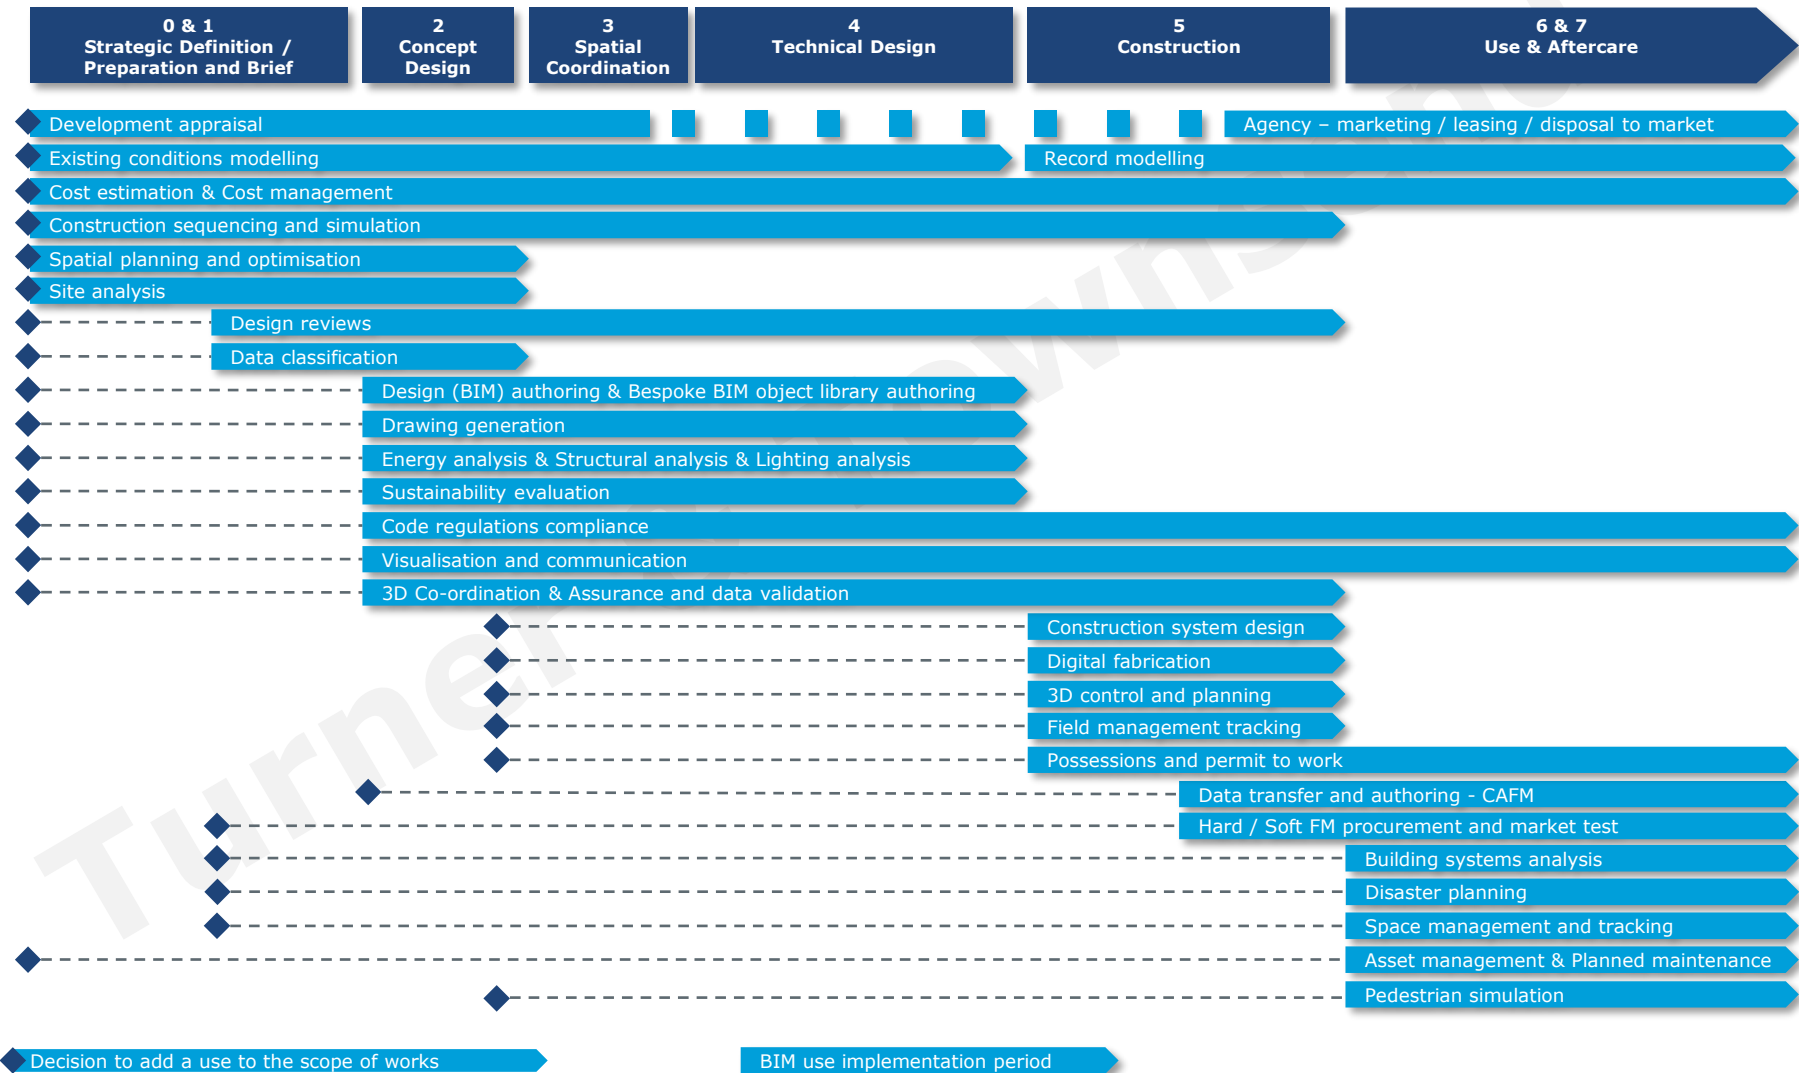 0 & 1
Strategic Definition /
Preparation and Brief
2
Concept
Design
3
Spatial
Coordination
4
Technical Design
5
Construction
6 & 7
Use & Aftercare
Development appraisal
Agency – marketing / leasing / disposal to market
Existing conditions modelling
Record modelling
Cost estimation & Cost management
Construction sequencing and simulation
Spatial planning and optimisation
Site analysis
Design reviews
Data classification
Design (BIM) authoring & Bespoke BIM object library authoring
Drawing generation
Energy analysis & Structural analysis & Lighting analysis
Sustainability evaluation
Code regulations compliance
Visualisation and communication
3D Co-ordination & Assurance and data validation
Construction system design
Digital fabrication
3D control and planning
Field management tracking
Possessions and permit to work
Data transfer and authoring - CAFM
Hard / Soft FM procurement and market test
Building systems analysis
Disaster planning
Space management and tracking
Asset management & Planned maintenance
Pedestrian simulation
Decision to add a use to the scope of works
BIM use implementation period
Turner